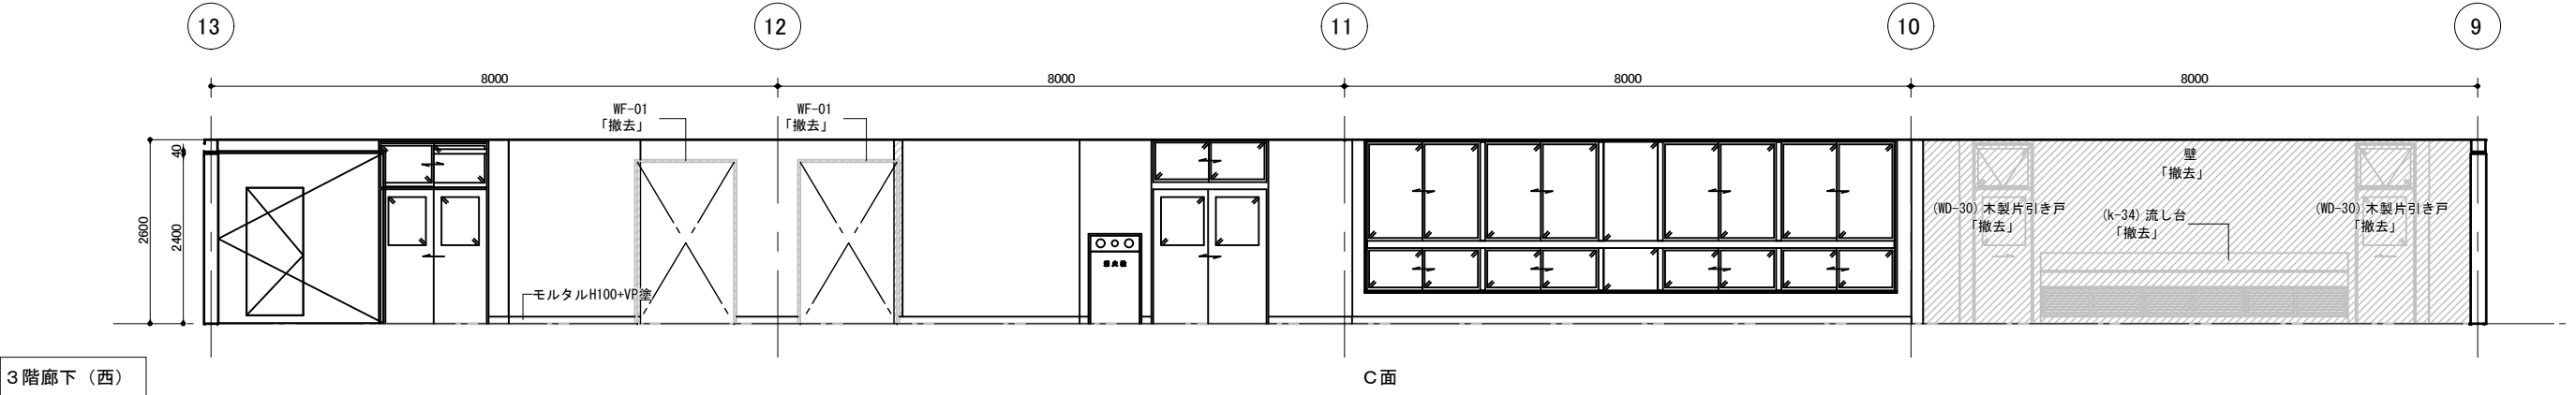 13
12
11
10
9
8000
8000
8000
8000
WF-01
「撤去」
WF-01
「撤去」
40
2600
2400
モルタルH100+VP塗
消火栓
壁
「撤去」
(WD-30)木製片引き戸
「撤去」
(k-34)流し台
「撤去」
(WD-30)木製片引き戸
「撤去」
3階廊下（西）
C面